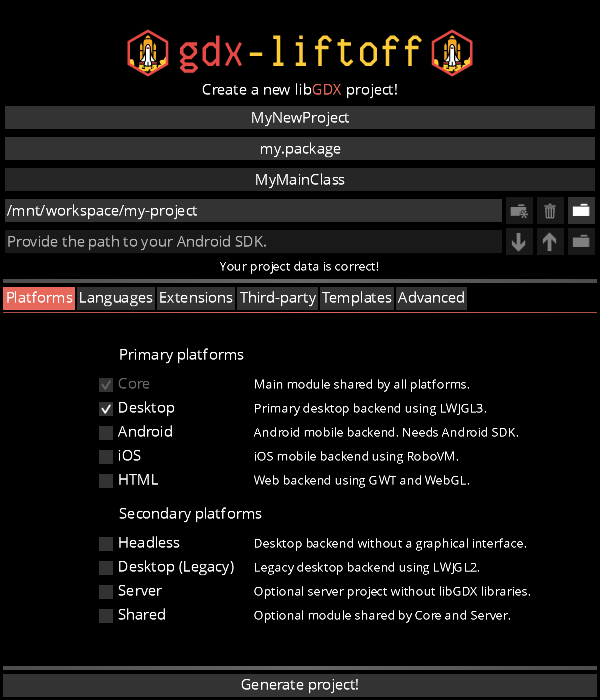 gdx-liftoff
Create a new libGDX project!
MyNewProject
my.package
MyMainClass
/mnt/workspace/my-project
Provide the path to your Android SDK.
Your project data is correct!
Platforms Languages Extensions Third-party Templates Advanced
Primary platforms
Core Main module shared by all platforms.
Desktop Primary desktop backend using LWJGL3.
Android Android mobile backend. Needs Android SDK.
iOS iOS mobile backend using RoboVM.
HTML Web backend using GWT and WebGL.
Secondary platforms
Headless Desktop backend without a graphical interface.
Desktop (Legacy) Legacy desktop backend using LWJGL2.
Server Optional server project without libGDX libraries.
Shared Optional module shared by Core and Server.
Generate project!